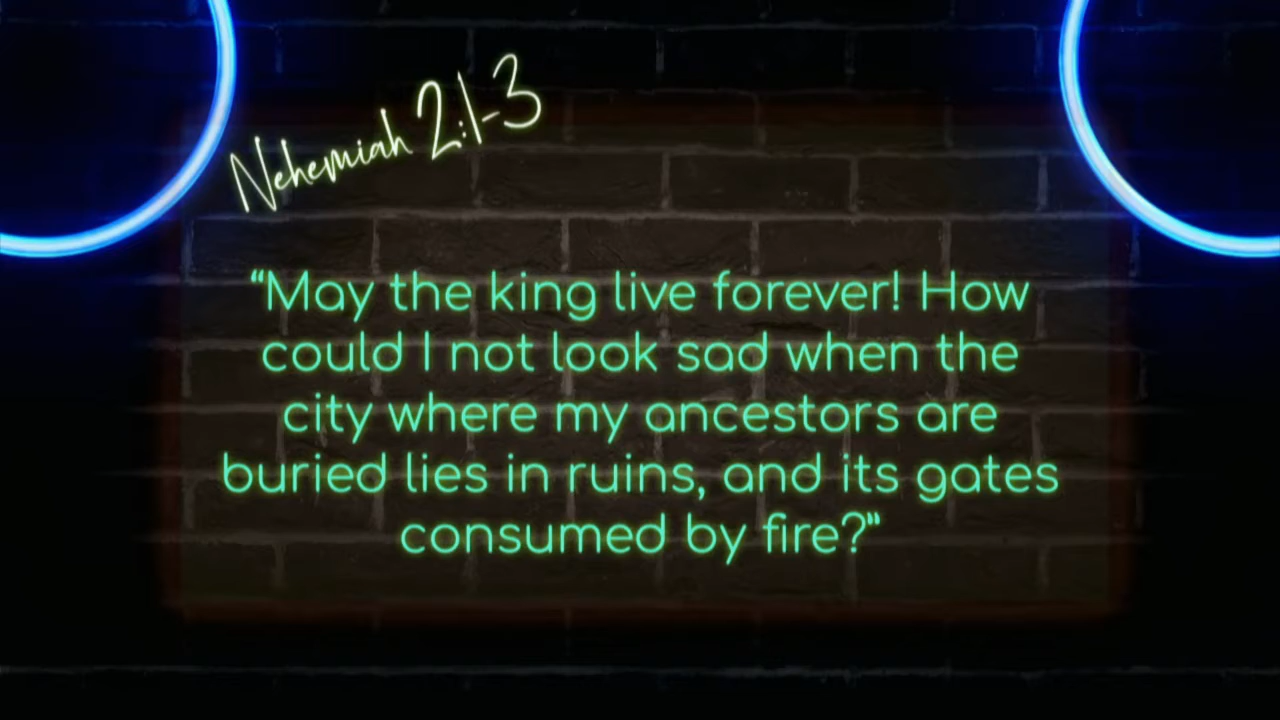 Nehemiah 2:1-3
“May the king live forever! How
could I not look sad when the
city where my ancestors are
buried lies in ruins, and its gates
consumed by fire?"